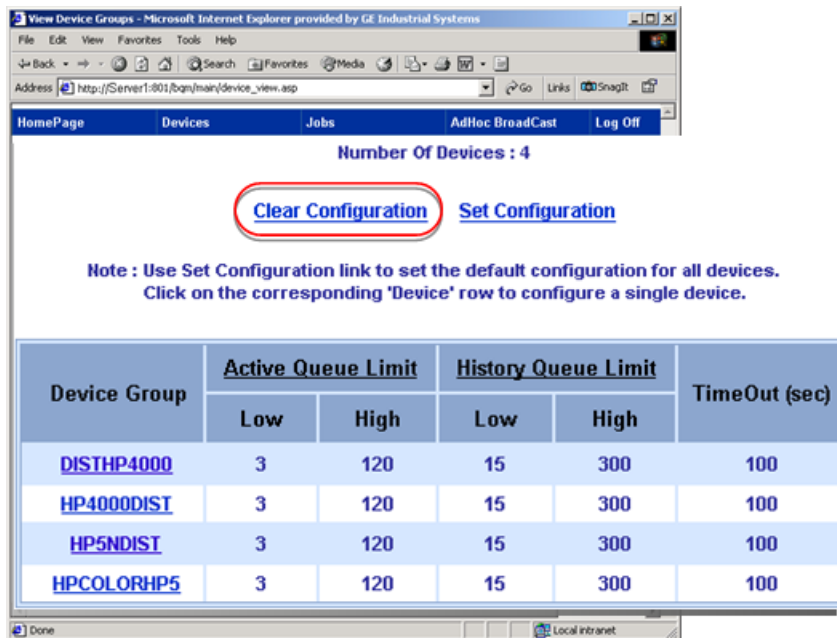 View Device Groups - Microsoft Internet Explorer provided by GE Industrial Systems
File Edit View Favorites Tools Help
Back Search Favorites Media
Address http://Server1:801/bqm/main/device_view.asp Go Links SnagIt
HomePage Devices Jobs AdHoc BroadCast Log Off
Number Of Devices : 4
Clear Configuration Set Configuration
Note : Use Set Configuration link to set the default configuration for all devices.
Click on the corresponding 'Device' row to configure a single device.
Device Group Active Queue Limit History Queue Limit TimeOut (sec)
Low High Low High
DISTHP4000 3 120 15 300 100
HP4000DIST 3 120 15 300 100
HP5NDIST 3 120 15 300 100
HPCOLORHP5 3 120 15 300 100
Done Local intranet